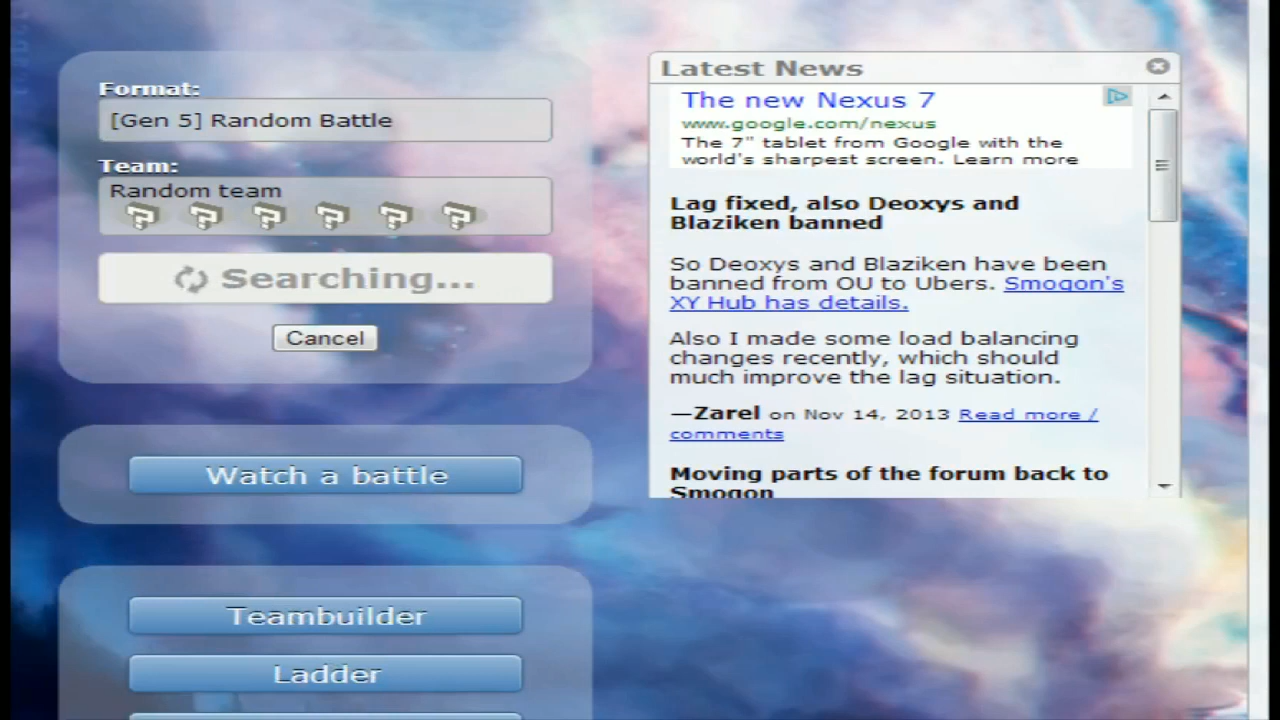 Format:
[Gen 5] Random Battle
Team:
Random team
Searching...
Cancel
Watch a battle
Teambuilder
Ladder
Latest News
The new Nexus 7
www.google.com/nexus
The 7" tablet from Google with the
world's sharpest screen. Learn more
Lag fixed, also Deoxys and
Blaziken banned
So Deoxys and Blaziken have been
banned from OU to Ubers. Smogon's
XY Hub has details.
Also I made some load balancing
changes recently, which should
much improve the lag situation.
—Zarel on Nov 14, 2013 Read more /
comments
Moving parts of the forum back to
Smogon